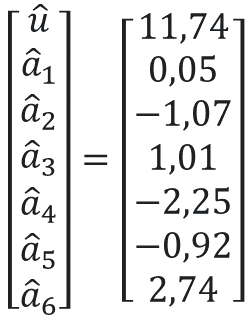 û 11,74
â₁ 0,05
â₂ −1,07
â₃ = 1,01
â₄ −2,25
â₅ −0,92
â₆ 2,74